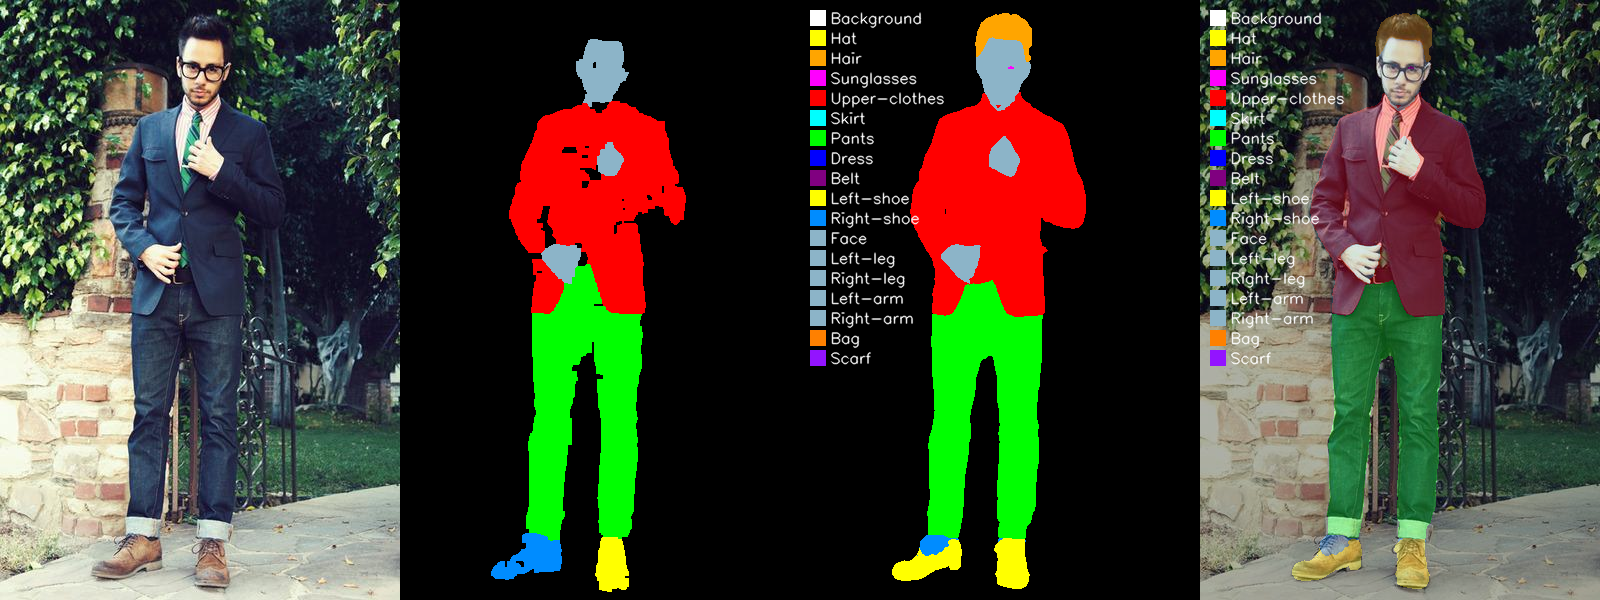 Background
Hat
Hair
Sunglasses
Upper-clothes
Skirt
Pants
Dress
Belt
Left-shoe
Right-shoe
Face
Left-leg
Right-leg
Left-arm
Right-arm
Bag
Scarf
Background
Hat
Hair
Sunglasses
Upper-clothes
Skirt
Pants
Dress
Belt
Left-shoe
Right-shoe
Face
Left-leg
Right-leg
Left-arm
Right-arm
Bag
Scarf